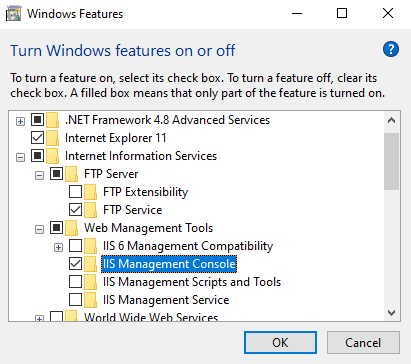 Windows Features
Turn Windows features on or off
To turn a feature on, select its check box. To turn a feature off, clear its
check box. A filled box means that only part of the feature is turned on.
.NET Framework 4.8 Advanced Services
Internet Explorer 11
Internet Information Services
FTP Server
FTP Extensibility
FTP Service
Web Management Tools
IIS 6 Management Compatibility
IIS Management Console
IIS Management Scripts and Tools
IIS Management Service
World Wide Web Services
OK
Cancel